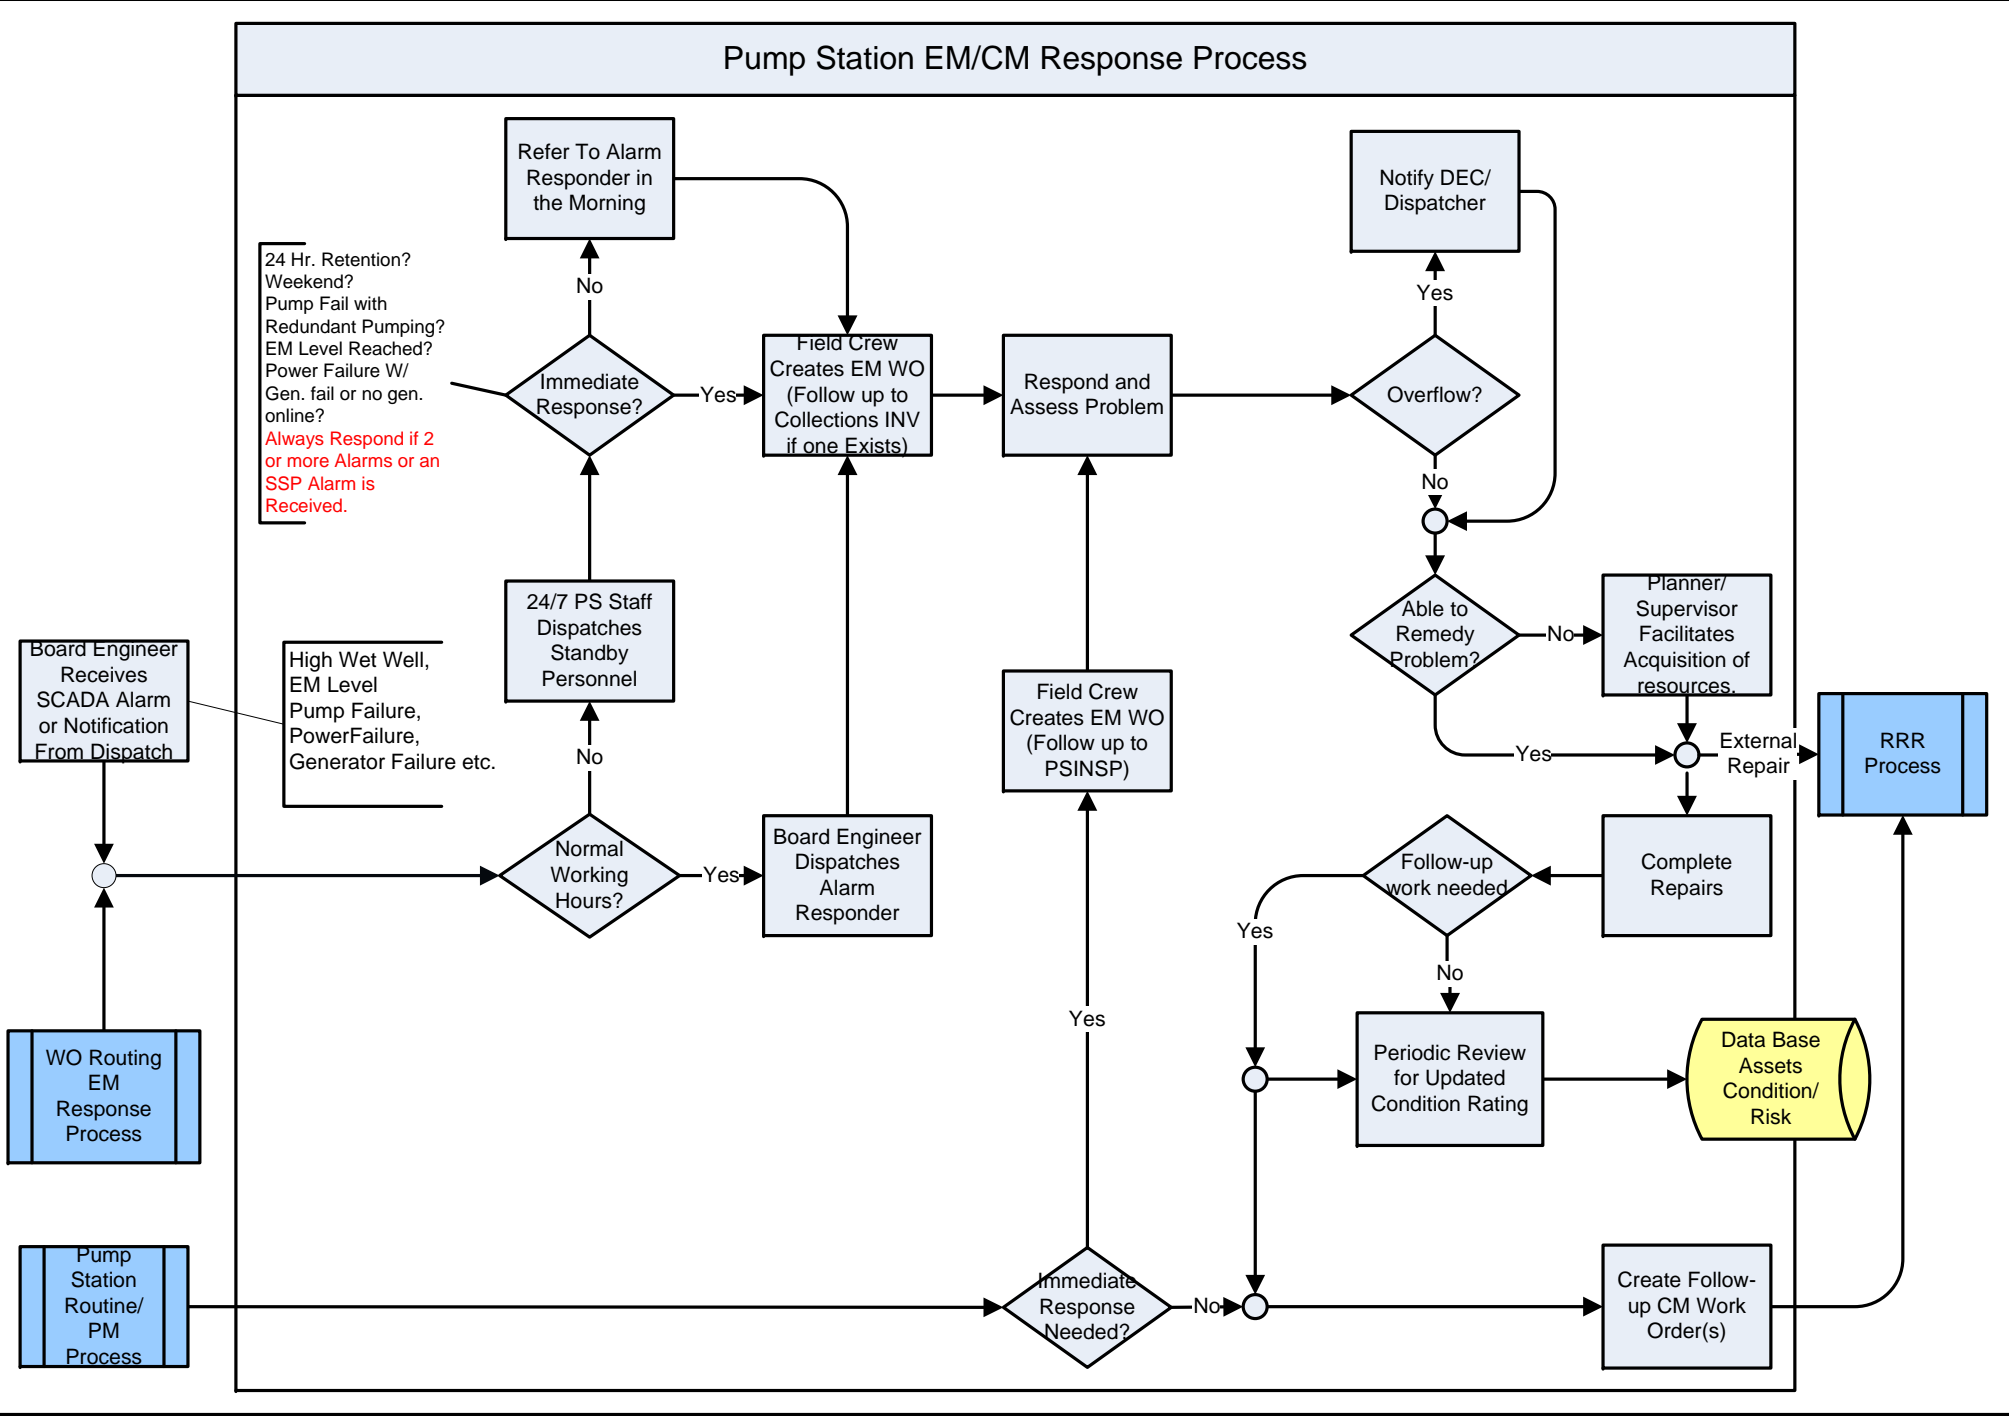 Pump Station EM/CM Response Process
Refer To Alarm
Responder in
the Morning
Notify DEC/
Dispatcher
24 Hr. Retention?
Weekend?
Pump Fail with
Redundant Pumping?
EM Level Reached?
Power Failure W/
Gen. fail or no gen.
online?
Always Respond if 2
or more Alarms or an
SSP Alarm is
Received.
No
Yes
Immediate
Response?
Yes
Field Crew
Creates EM WO
(Follow up to
Collections INV
if one Exists)
Respond and
Assess Problem
Overflow?
No
24/7 PS Staff
Dispatches
Standby
Personnel
Able to
Remedy
Problem?
No
Planner/
Supervisor
Facilitates
Acquisition of
resources.
Board Engineer
Receives
SCADA Alarm
or Notification
From Dispatch
High Wet Well,
EM Level
Pump Failure,
PowerFailure,
Generator Failure etc.
No
Field Crew
Creates EM WO
(Follow up to
PSINSP)
Yes
External
Repair
RRR
Process
Normal
Working
Hours?
Yes
Board Engineer
Dispatches
Alarm
Responder
Follow-up
work needed
Complete
Repairs
Yes
No
Yes
WO Routing
EM
Response
Process
Periodic Review
for Updated
Condition Rating
Data Base
Assets
Condition/
Risk
Pump
Station
Routine/
PM
Process
Immediate
Response
Needed?
No
Create Follow-
up CM Work
Order(s)